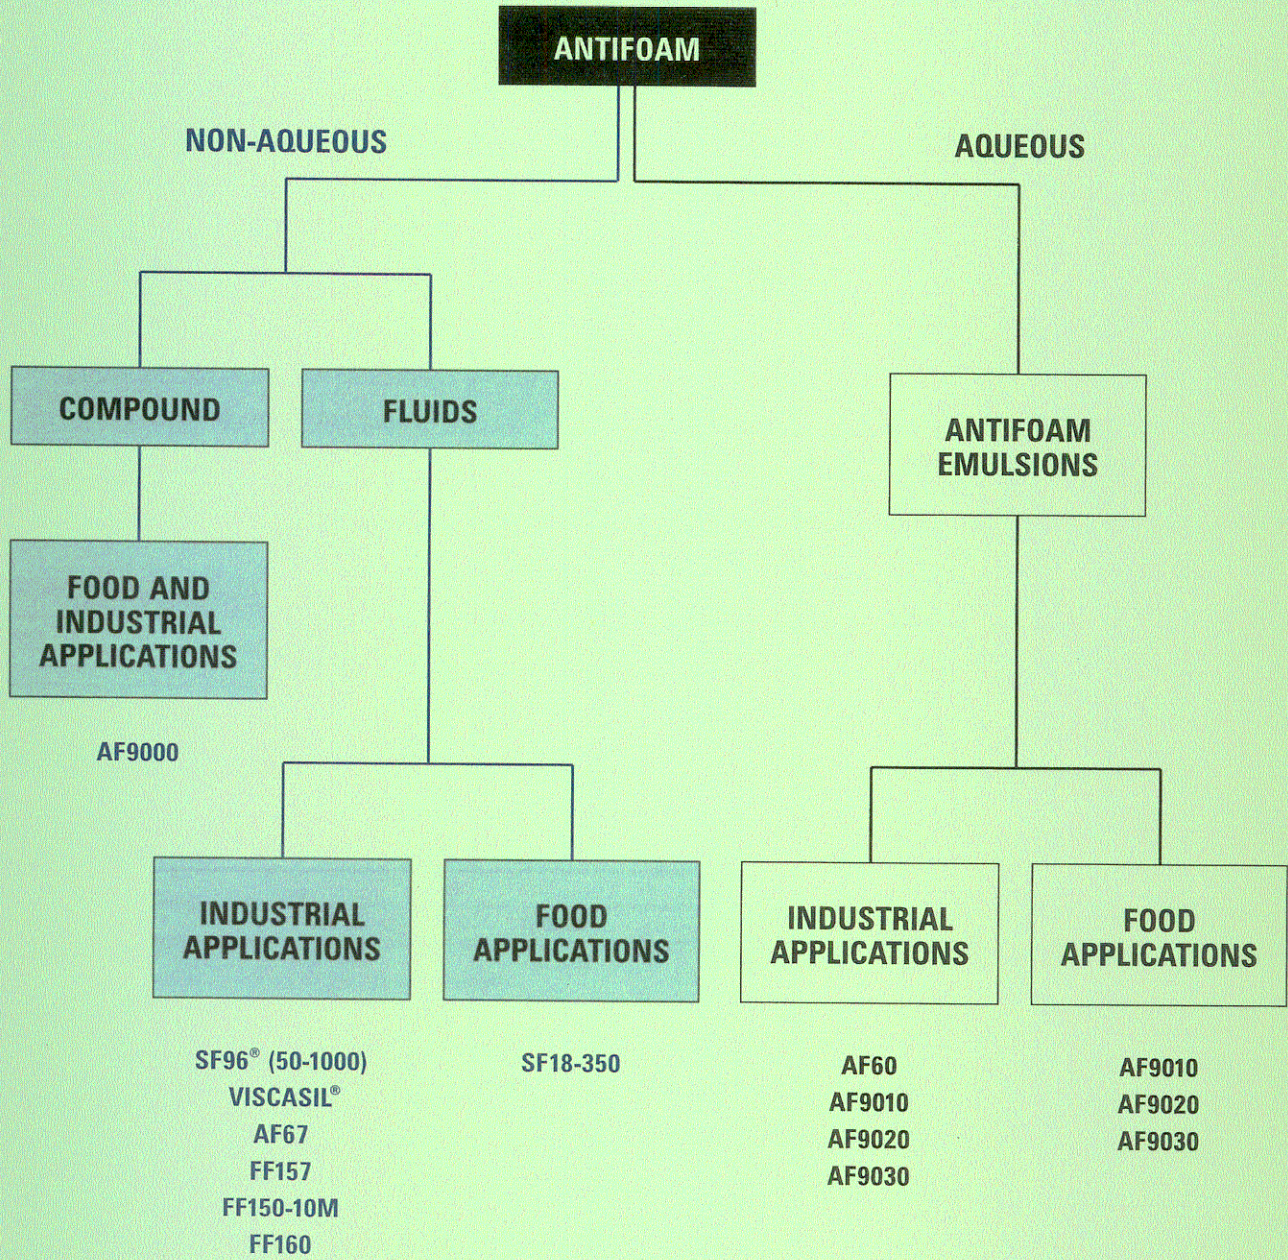 ANTIFOAM
NON-AQUEOUS
AQUEOUS
COMPOUND
FLUIDS
ANTIFOAM
EMULSIONS
FOOD AND
INDUSTRIAL
APPLICATIONS
AF9000
INDUSTRIAL
APPLICATIONS
FOOD
APPLICATIONS
INDUSTRIAL
APPLICATIONS
FOOD
APPLICATIONS
SF96® (50-1000)
VISCASIL®
AF67
FF157
FF150-10M
FF160
SF18-350
AF60
AF9010
AF9020
AF9030
AF9010
AF9020
AF9030